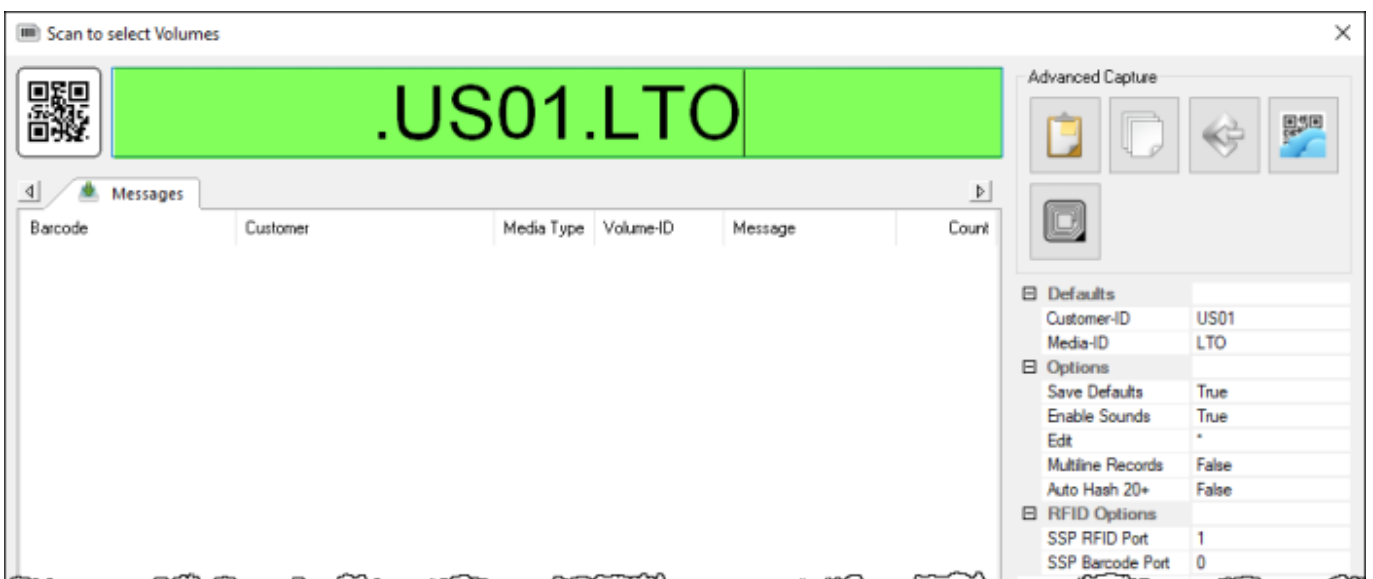 Scan to select Volumes
.US01.LTO
Advanced Capture
Messages
Barcode Customer Media Type Volume-ID Message Count
Defaults
Customer-ID US01
Media-ID LTO
Options
Save Defaults True
Enable Sounds True
Edit *
Multiline Records False
Auto Hash 20+ False
RFID Options
SSP RFID Port 1
SSP Barcode Port 0